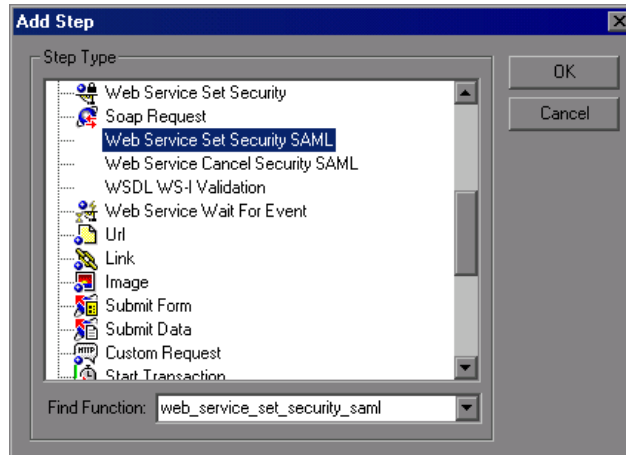 Add Step
Step Type
Web Service Set Security
Soap Request
Web Service Set Security SAML
Web Service Cancel Security SAML
WSDL WS-I Validation
Web Service Wait For Event
Url
Link
Image
Submit Form
Submit Data
HTTP
Custom Request
Start Transaction
Find Function: web_service_set_security_saml
OK
Cancel